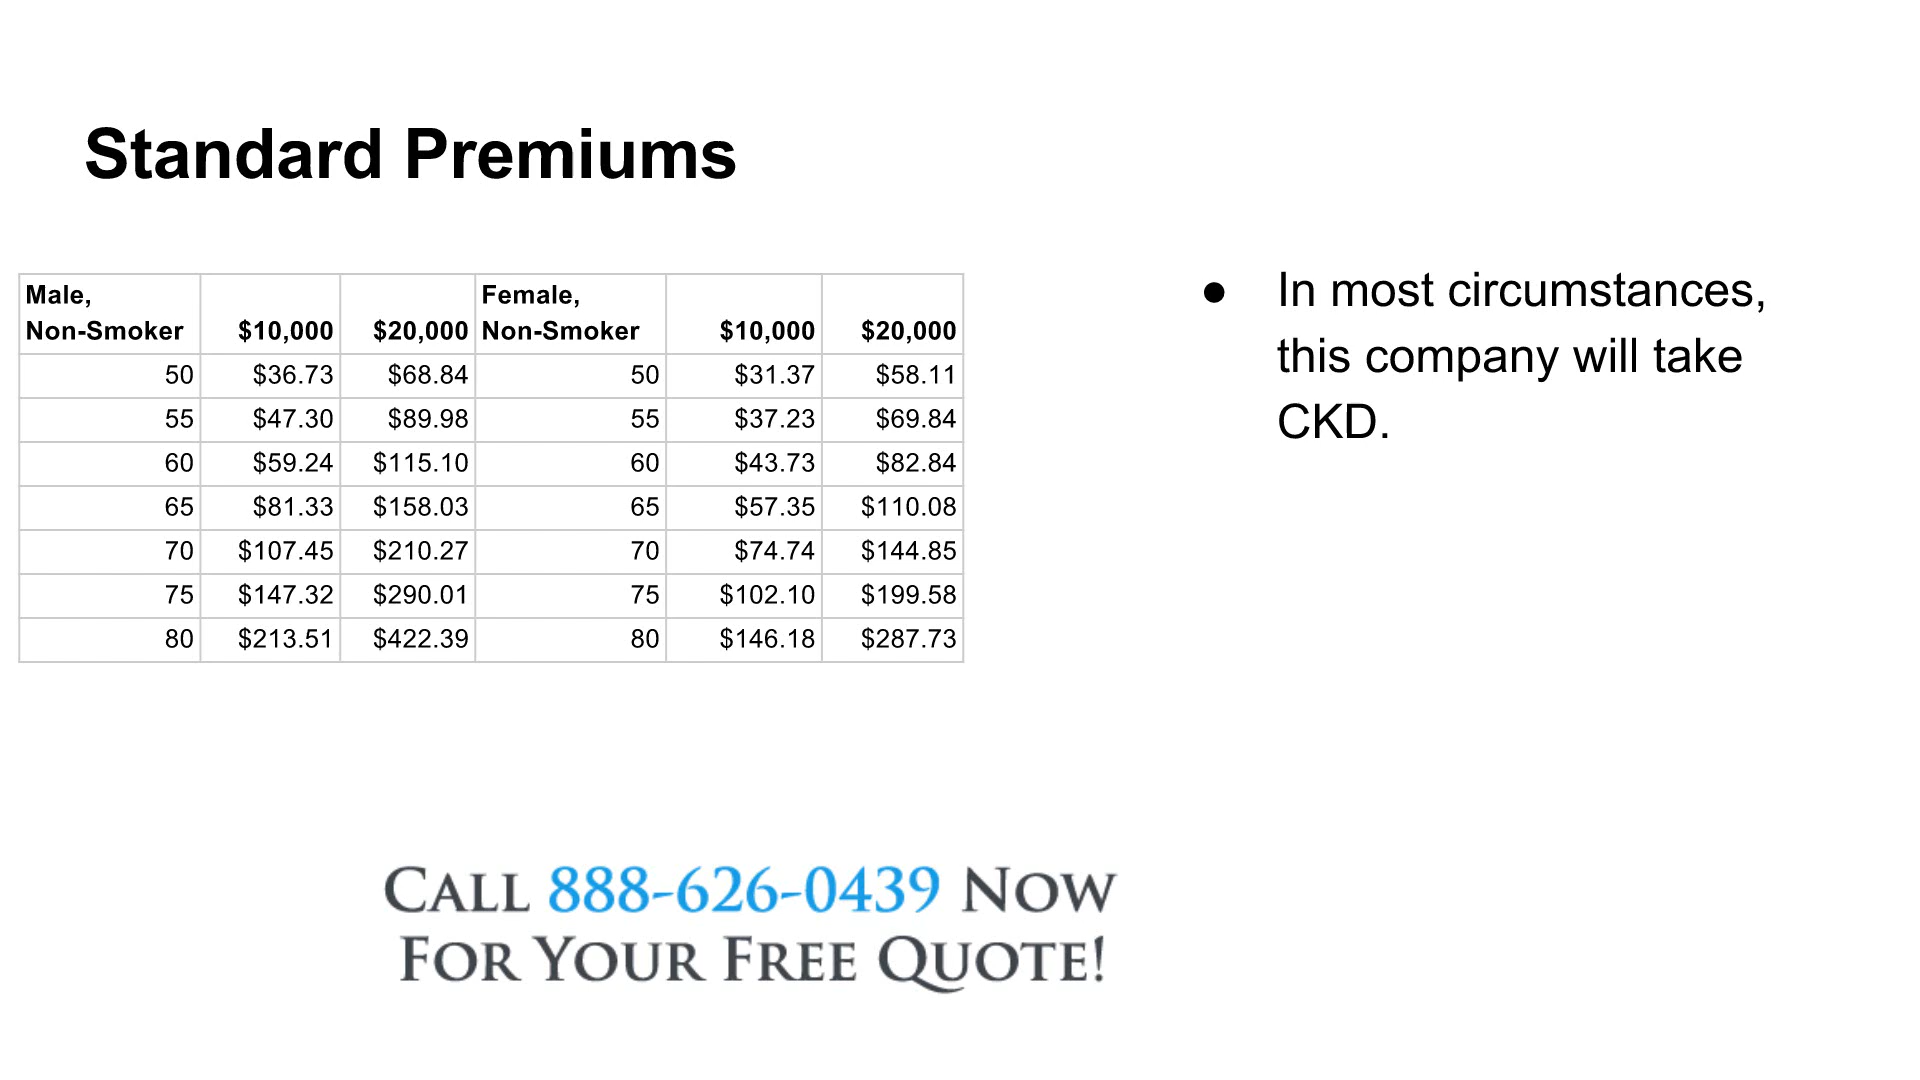 Standard Premiums
Male,
Non-Smoker $10,000 $20,000 Female,
Non-Smoker $10,000 $20,000
50 $36.73 $68.84 50 $31.37 $58.11
55 $47.30 $89.98 55 $37.23 $69.84
60 $59.24 $115.10 60 $43.73 $82.84
65 $81.33 $158.03 65 $57.35 $110.08
70 $107.45 $210.27 70 $74.74 $144.85
75 $147.32 $290.01 75 $102.10 $199.58
80 $213.51 $422.39 80 $146.18 $287.73
● In most circumstances,
this company will take
CKD.
CALL 888-626-0439 NOW
FOR YOUR FREE QUOTE!